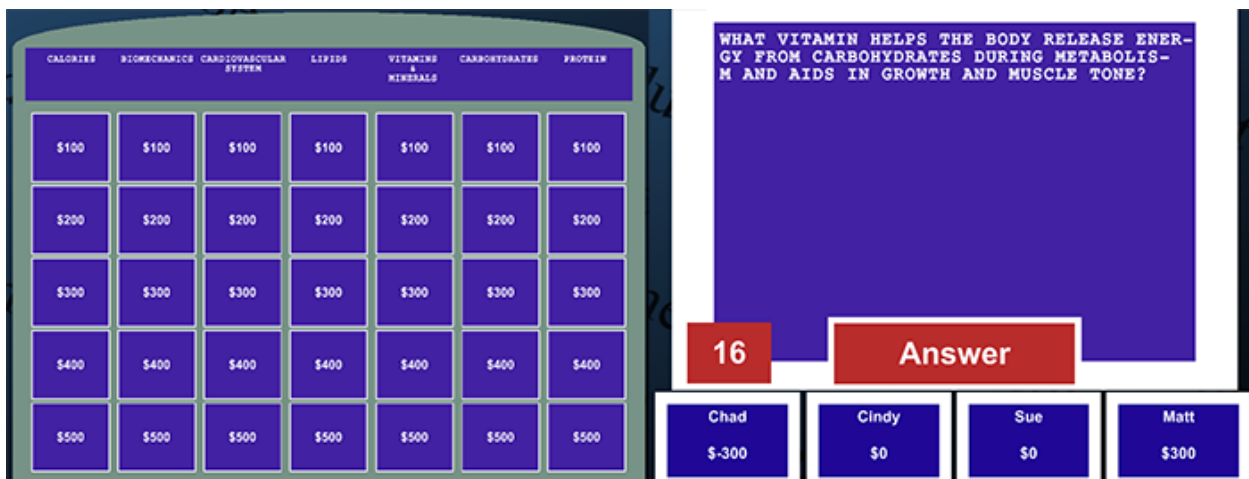 CALORIES BIOMECHANICS CARDIOVASCULAR LIPIDS VITAMINS CARBOHYDRATES PROTEIN
SYSTEM &
MINERALS
$100 $100 $100 $100 $100 $100 $100
$200 $200 $200 $200 $200 $200 $200
$300 $300 $300 $300 $300 $300 $300
$400 $400 $400 $400 $400 $400 $400
$500 $500 $500 $500 $500 $500 $500
WHAT VITAMIN HELPS THE BODY RELEASE ENER-
GY FROM CARBOHYDRATES DURING METABOLIS-
M AND AIDS IN GROWTH AND MUSCLE TONE?
16 Answer
Chad Cindy Sue Matt
$-300 $0 $0 $300